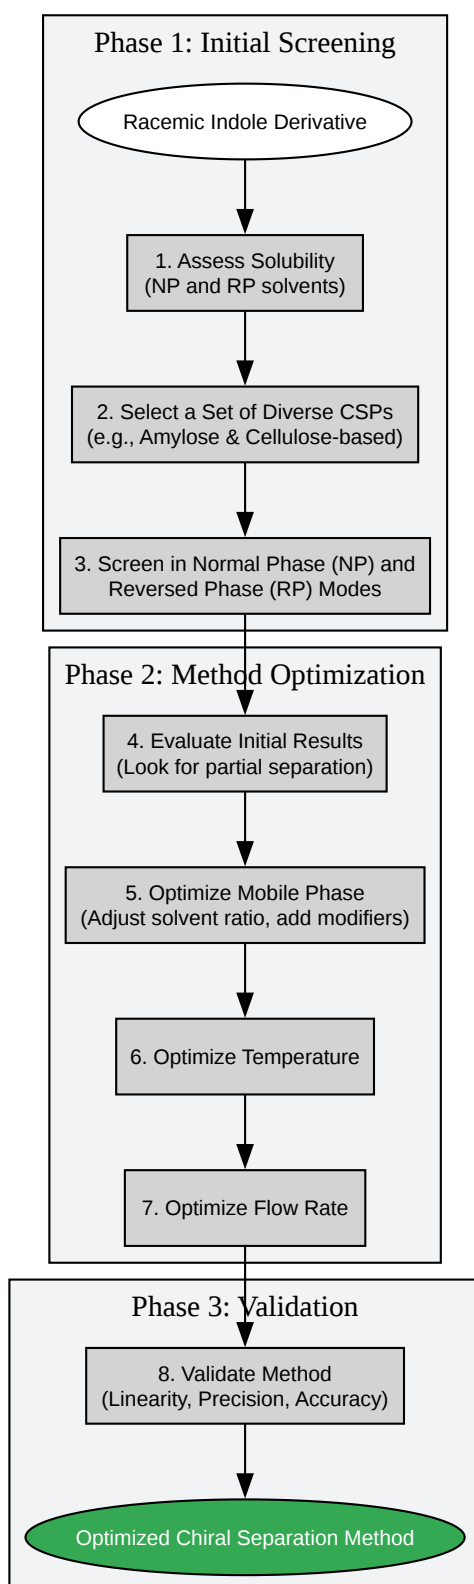 Phase 1: Initial Screening
Racemic Indole Derivative
1. Assess Solubility
(NP and RP solvents)
2. Select a Set of Diverse CSPs
(e.g., Amylose & Cellulose-based)
3. Screen in Normal Phase (NP) and
Reversed Phase (RP) Modes
Phase 2: Method Optimization
4. Evaluate Initial Results
(Look for partial separation)
5. Optimize Mobile Phase
(Adjust solvent ratio, add modifiers)
6. Optimize Temperature
7. Optimize Flow Rate
Phase 3: Validation
8. Validate Method
(Linearity, Precision, Accuracy)
Optimized Chiral Separation Method